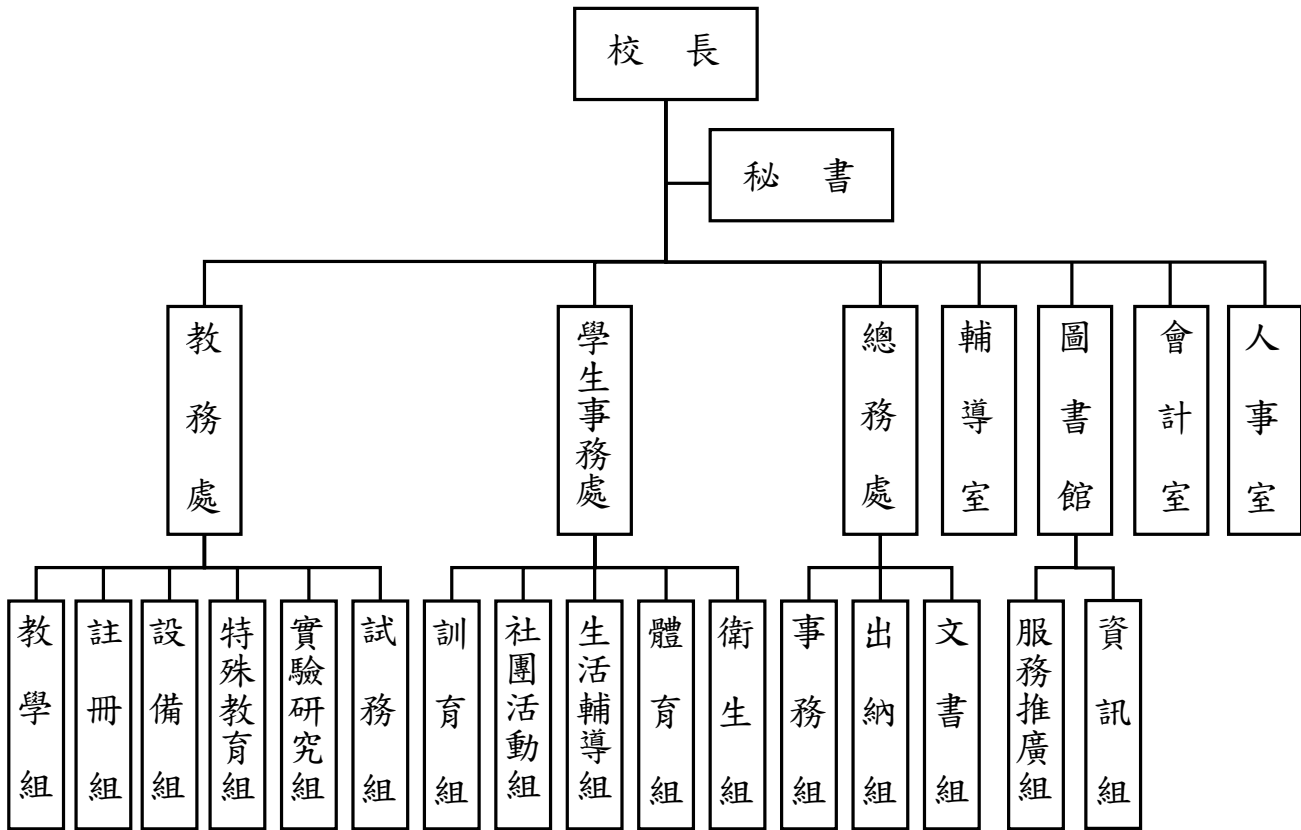 校長
秘書
教務處
學生事務處
總務處
輔導室
圖書館
會計室
人事室
教學組
註冊組
設備組
特殊教育組
實驗研究組
試務組
訓育組
社團活動組
生活輔導組
體育組
衛生組
事務組
出納組
文書組
服務推廣組
資訊組